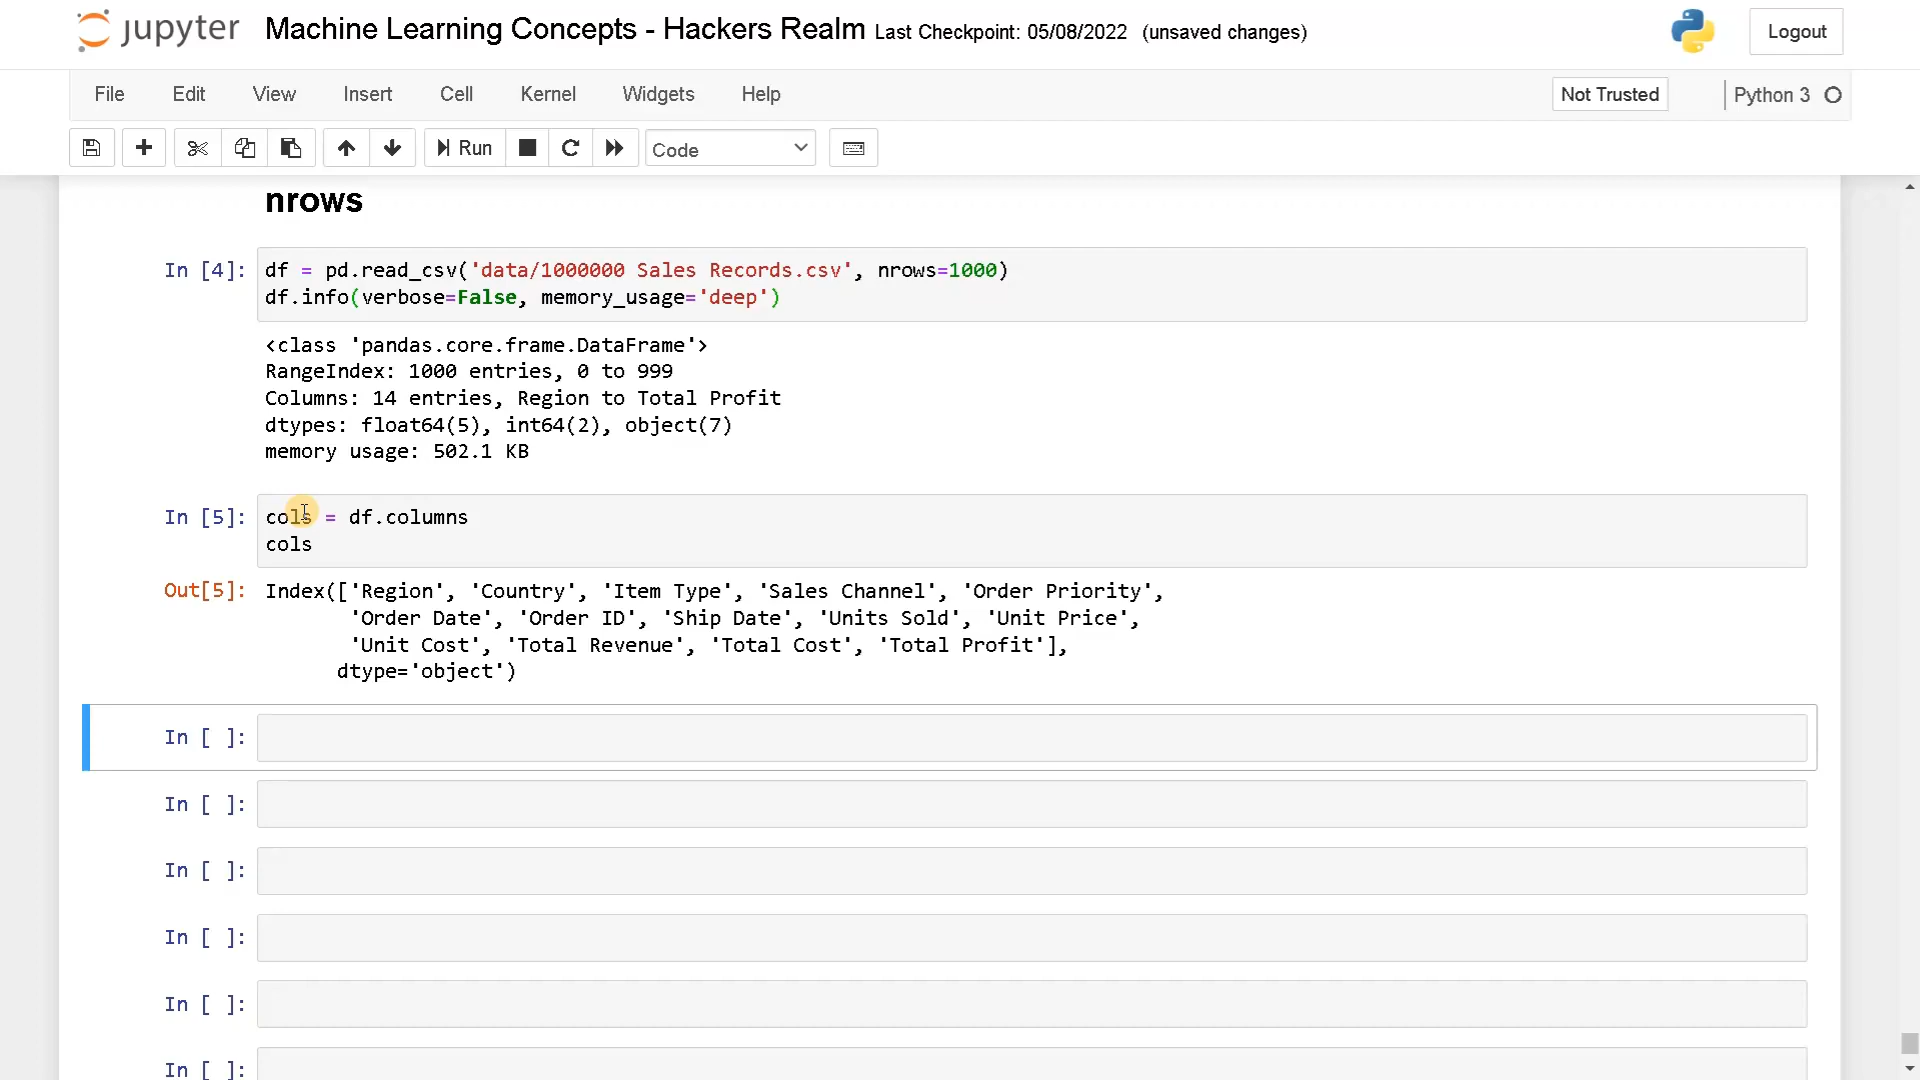 jupyter Machine Learning Concepts - Hackers Realm Last Checkpoint: 05/08/2022 (unsaved changes) Logout
File Edit View Insert Cell Kernel Widgets Help Not Trusted Python 3
Run Code
nrows
In [4]: df = pd.read_csv('data/1000000 Sales Records.csv', nrows=1000)
df.info(verbose=False, memory_usage='deep')
<class 'pandas.core.frame.DataFrame'>
RangeIndex: 1000 entries, 0 to 999
Columns: 14 entries, Region to Total Profit
dtypes: float64(5), int64(2), object(7)
memory usage: 502.1 KB
In [5]: cols = df.columns
cols
Out[5]: Index(['Region', 'Country', 'Item Type', 'Sales Channel', 'Order Priority',
'Order Date', 'Order ID', 'Ship Date', 'Units Sold', 'Unit Price',
'Unit Cost', 'Total Revenue', 'Total Cost', 'Total Profit'],
dtype='object')
In [ ]:
In [ ]:
In [ ]:
In [ ]:
In [ ]:
In [ ]: